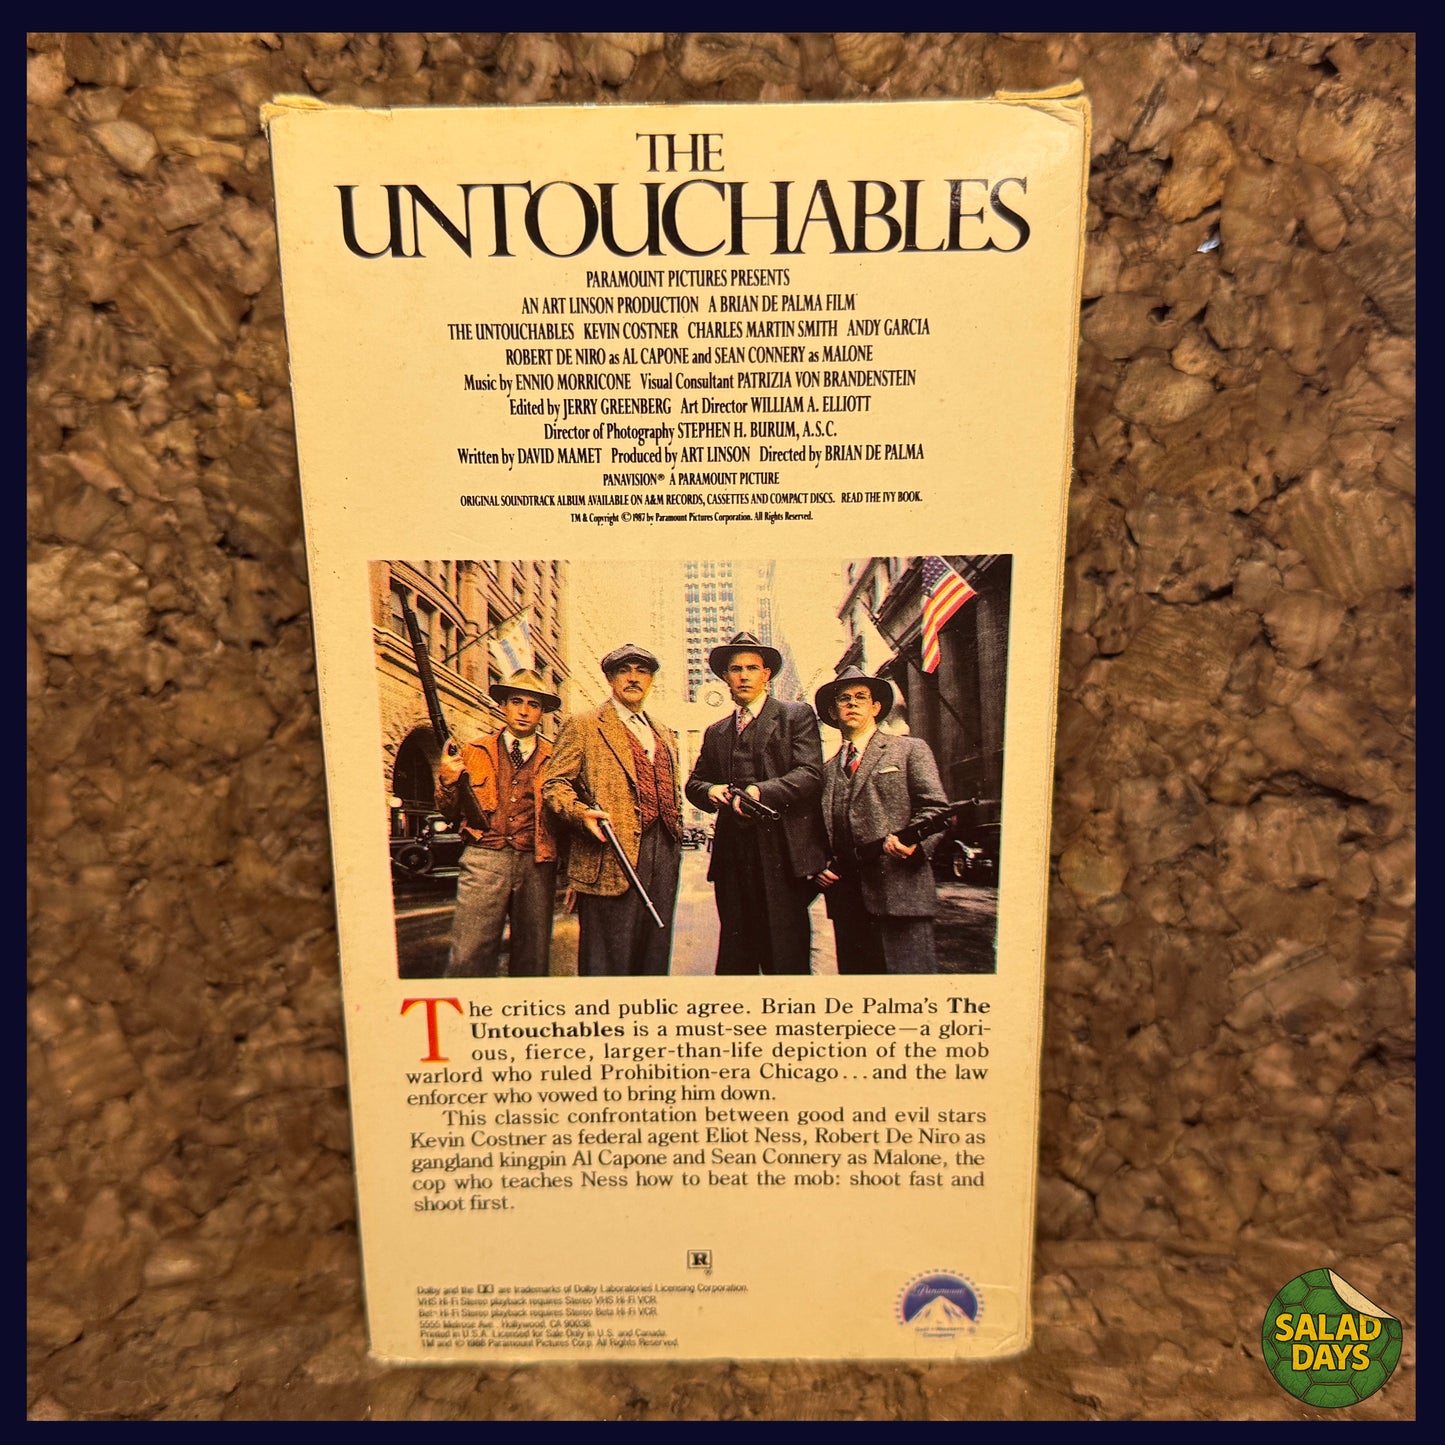 THE
UNTOUCHABLES
PARAMOUNT PICTURES PRESENTS
AN ART LINSON PRODUCTION A BRIAN DE PALMA FILM
THE UNTOUCHABLES KEVIN COSTNER CHARLES MARTIN SMITH ANDY GARCIA
ROBERT DE NIRO as AL CAPONE and SEAN CONNERY as MALONE
Music by ENNIO MORRICONE Visual Consultant PATRIZIA VON BRANDENSTEIN
Edited by JERRY GREENBERG Art Director WILLIAM A. ELLIOTT
Director of Photography STEPHEN H. BURUM, A.S.C.
Written by DAVID MAMET Produced by ART LINSON Directed by BRIAN DE PALMA
PANAVISION® A PARAMOUNT PICTURE
ORIGINAL SOUNDTRACK ALBUM AVAILABLE ON A&M RECORDS, CASSETTES AND COMPACT DISCS. READ THE IVY BOOK.
TM & Copyright © 1987 by Paramount Pictures Corporation. All Rights Reserved.
The critics and public agree. Brian De Palma's The
Untouchables is a must-see masterpiece—a glori-
ous, fierce, larger-than-life depiction of the mob
warlord who ruled Prohibition-era Chicago...and the law
enforcer who vowed to bring him down.
This classic confrontation between good and evil stars
Kevin Costner as federal agent Eliot Ness, Robert De Niro as
gangland kingpin Al Capone and Sean Connery as Malone, the
cop who teaches Ness how to beat the mob: shoot fast and
shoot first.
R
®
Dolby and the are trademarks of Dolby Laboratories Licensing Corporation.
VHS Hi-Fi Stereo playback requires Stereo VHS Hi-Fi VCR.
Beta Hi-Fi Stereo playback requires Stereo Beta Hi-Fi VCR.
5555 Melrose Ave. Hollywood, CA 90038
Printed in U.S.A. Licensed for Sale Only in U.S. and Canada.
TM and © 1988 Paramount Pictures Corp. All Rights Reserved.
Paramount
Company
SALAD
DAYS